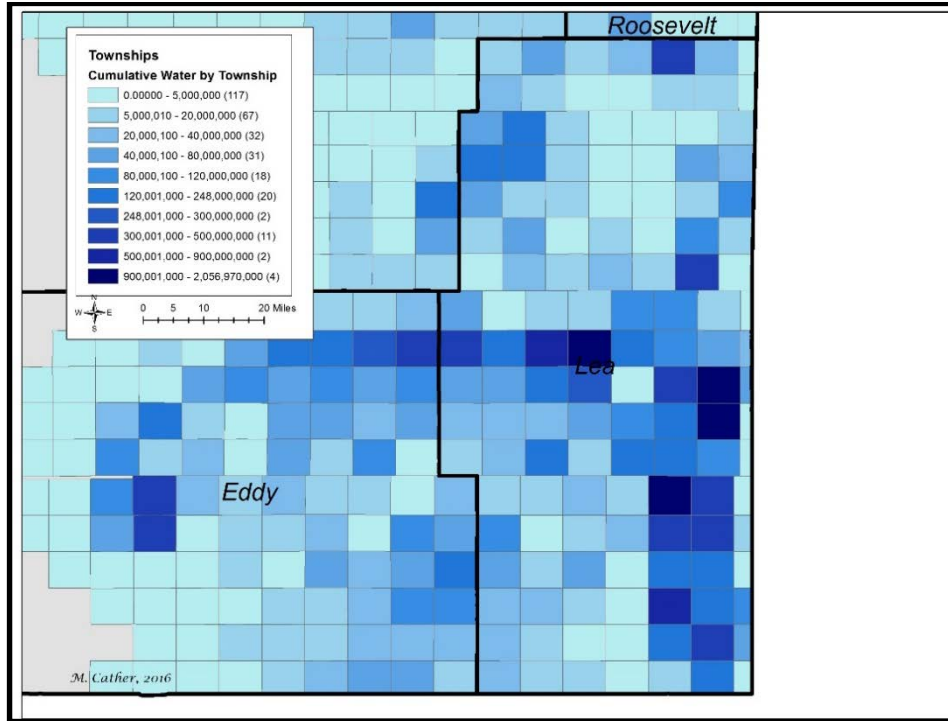 Roosevelt
Townships
Cumulative Water by Township
0.00000 - 5,000,000 (117)
5,000,010 - 20,000,000 (67)
20,000,100 - 40,000,000 (32)
40,000,100 - 80,000,000 (31)
80,000,100 - 120,000,000 (18)
120,001,000 - 248,000,000 (20)
248,001,000 - 300,000,000 (2)
300,001,000 - 500,000,000 (11)
500,001,000 - 900,000,000 (2)
900,001,000 - 2,056,970,000 (4)
N
W E
S
0 5 10 20 Miles
Lea
Eddy
M. Cather, 2016